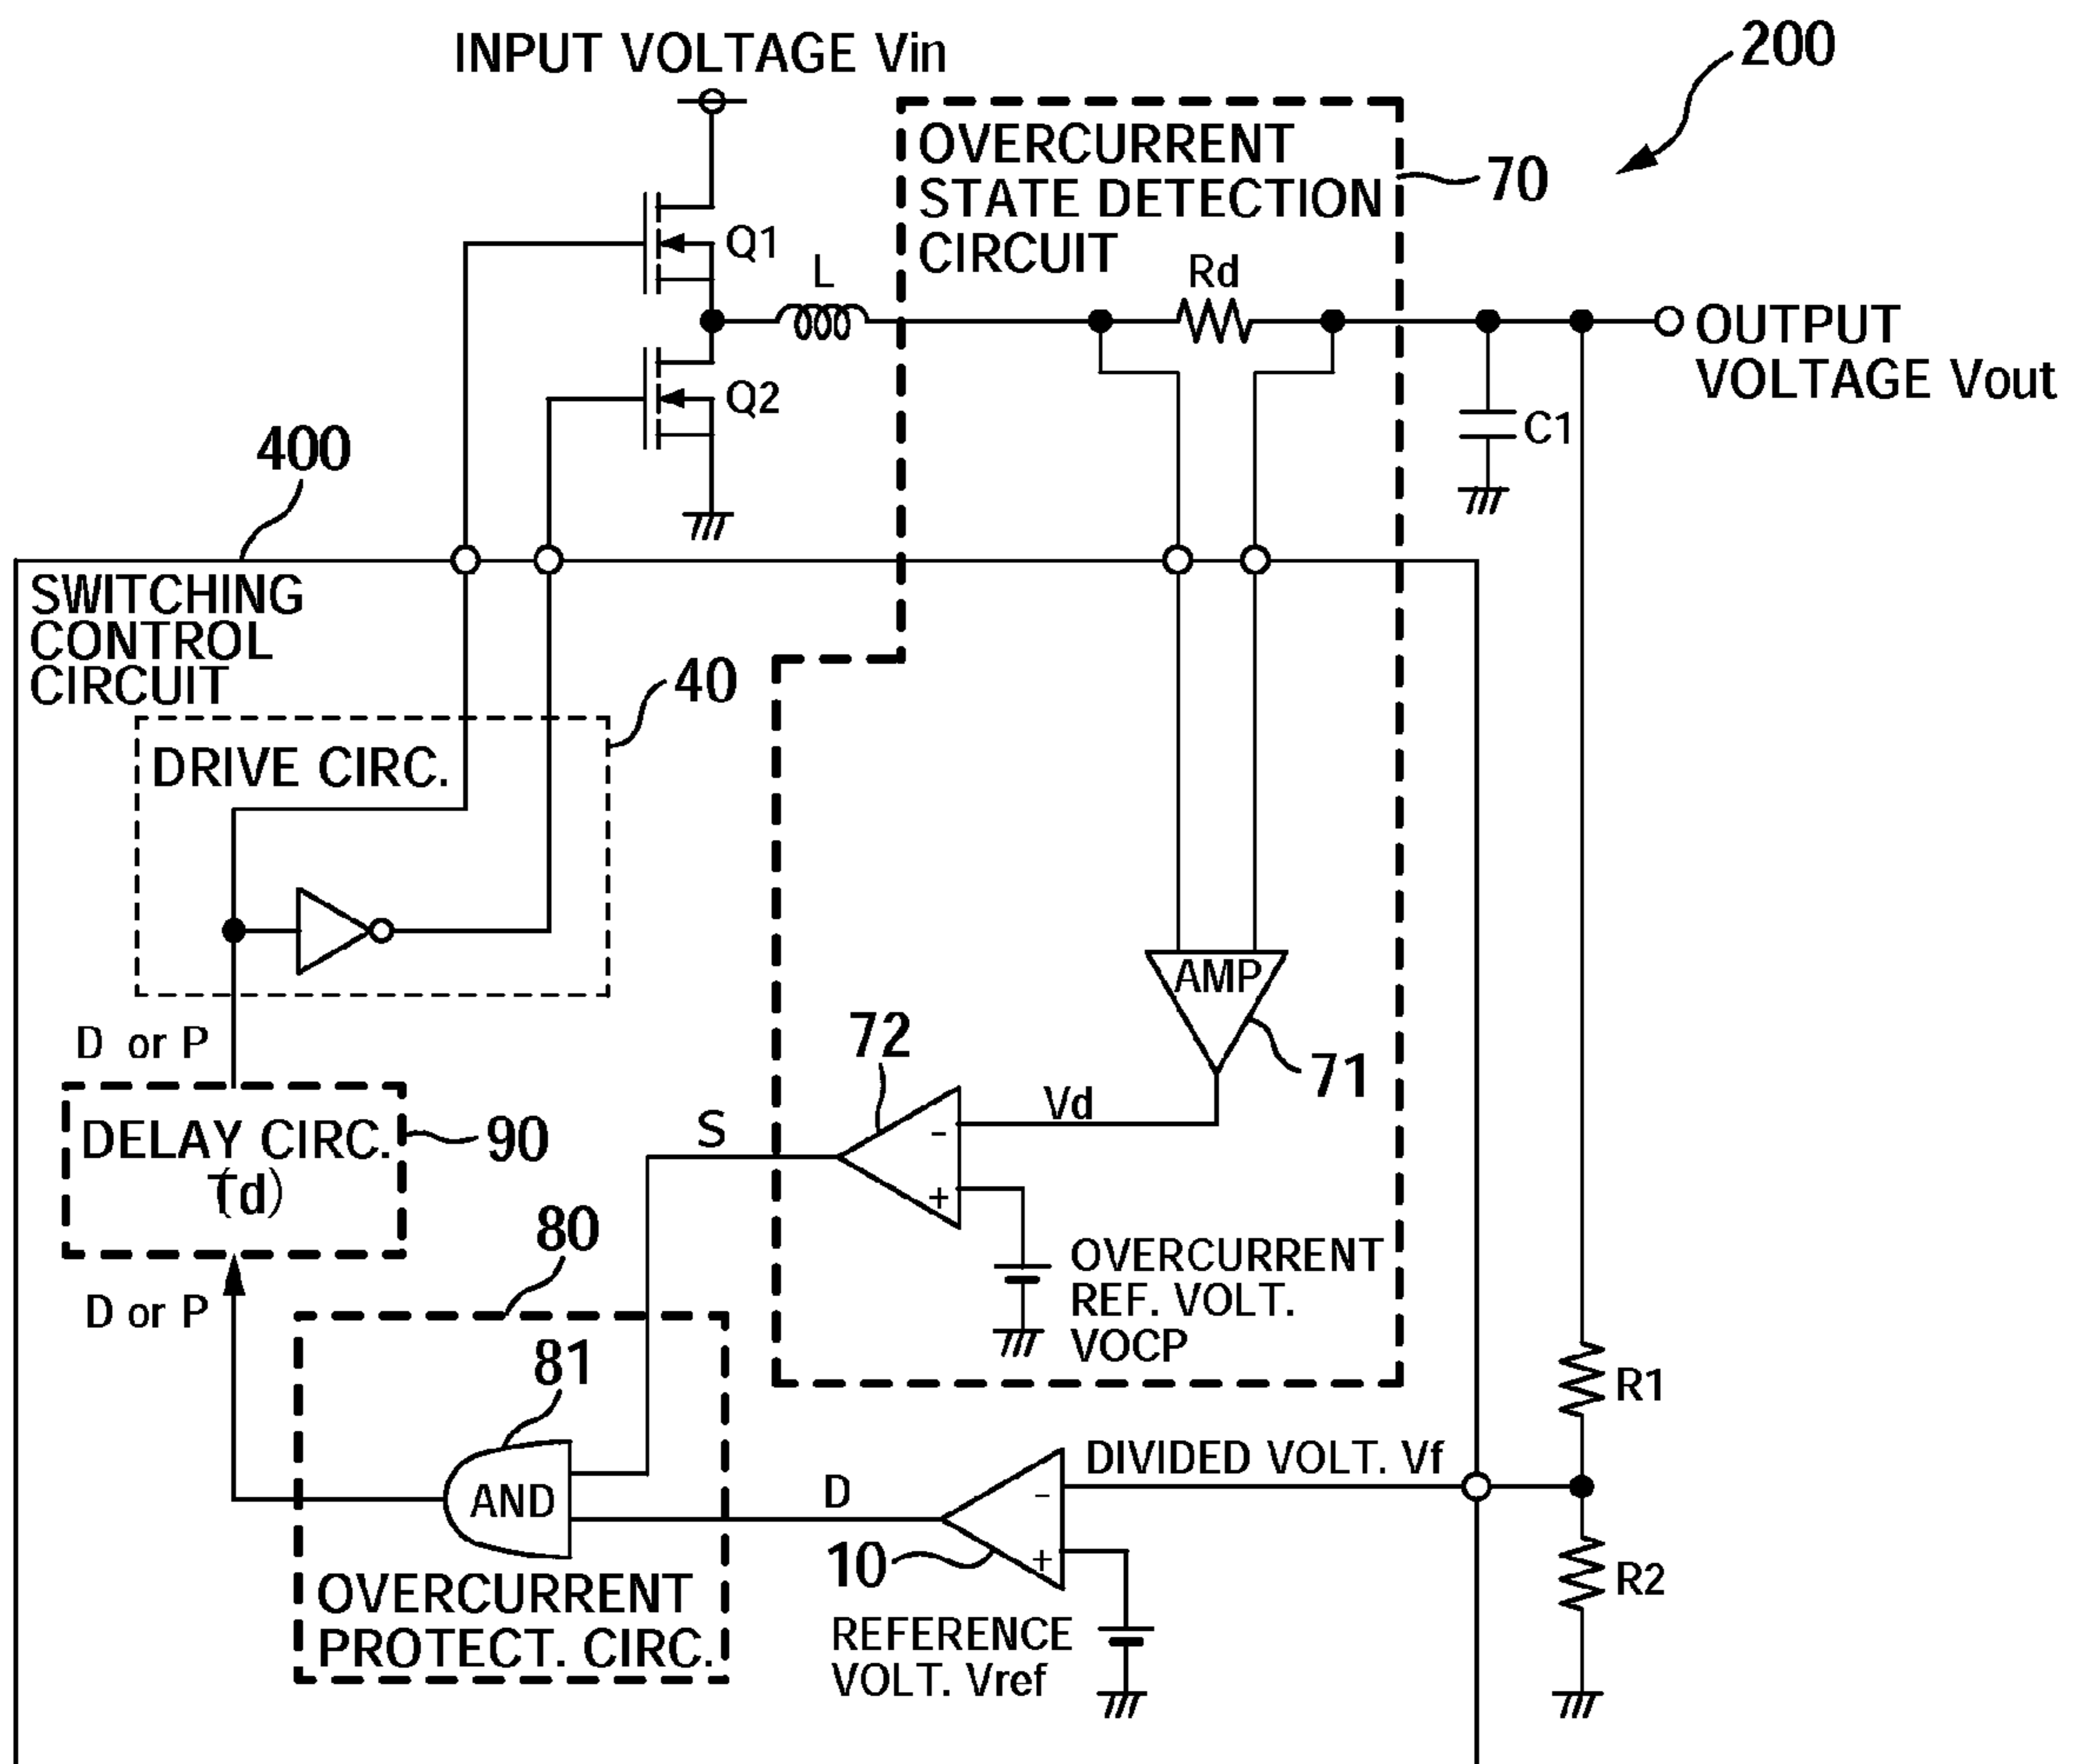 INPUT VOLTAGE Vin
200
OVERCURRENT
STATE DETECTION
CIRCUIT
70
Q1
L
Rd
OUTPUT
VOLTAGE Vout
Q2
C1
400
SWITCHING
CONTROL
CIRCUIT
40
DRIVE CIRC.
AMP
71
72
Vd
-
+
S
D or P
DELAY CIRC.
(Td)
90
80
OVERCURRENT
REF. VOLT.
VOCP
D or P
81
AND
R1
DIVIDED VOLT. Vf
D
-
+
10
R2
OVERCURRENT
PROTECT. CIRC.
REFERENCE
VOLT. Vref